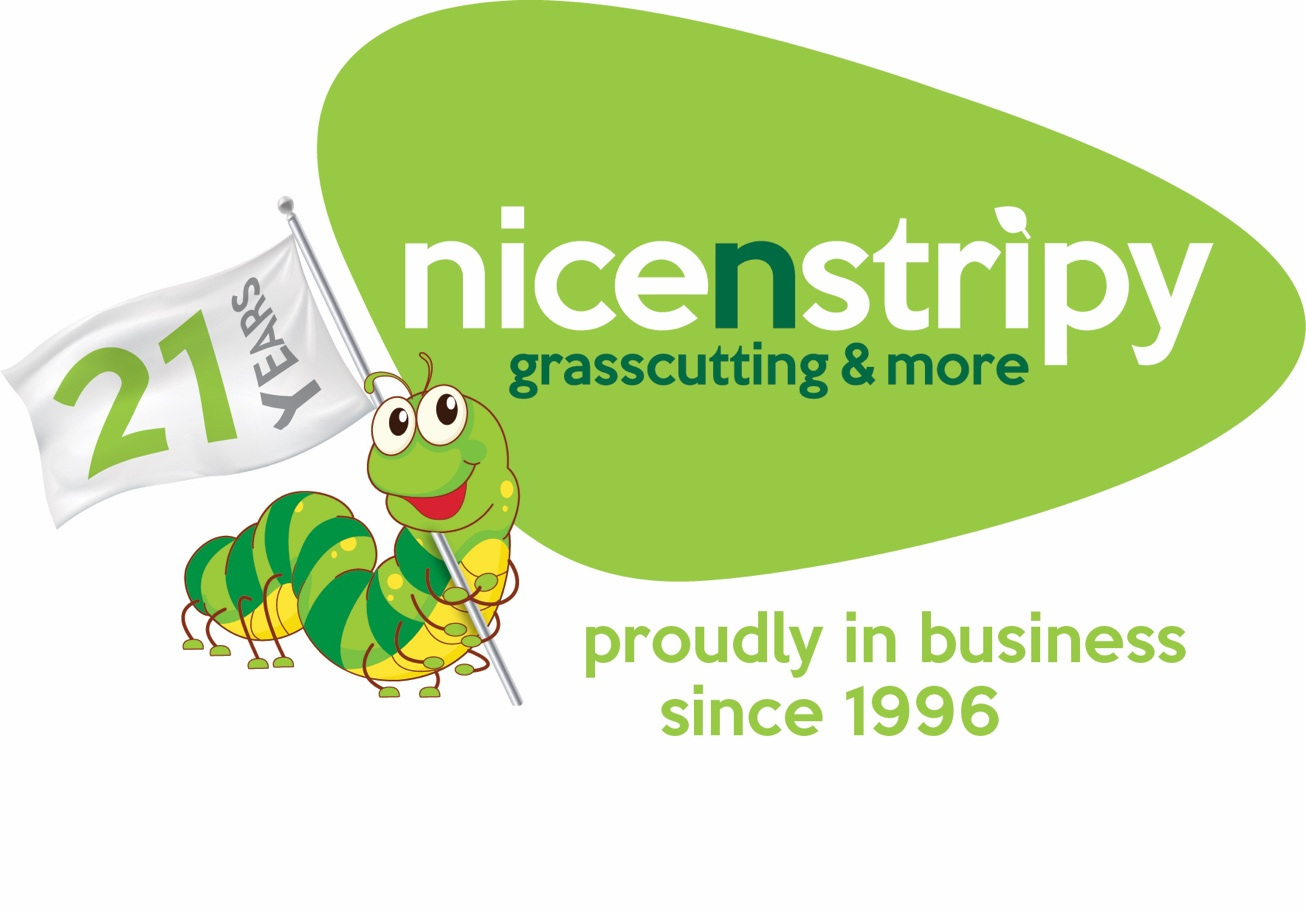 21
YEARS
nicenstripy
grasscutting & more
proudly in business
since 1996